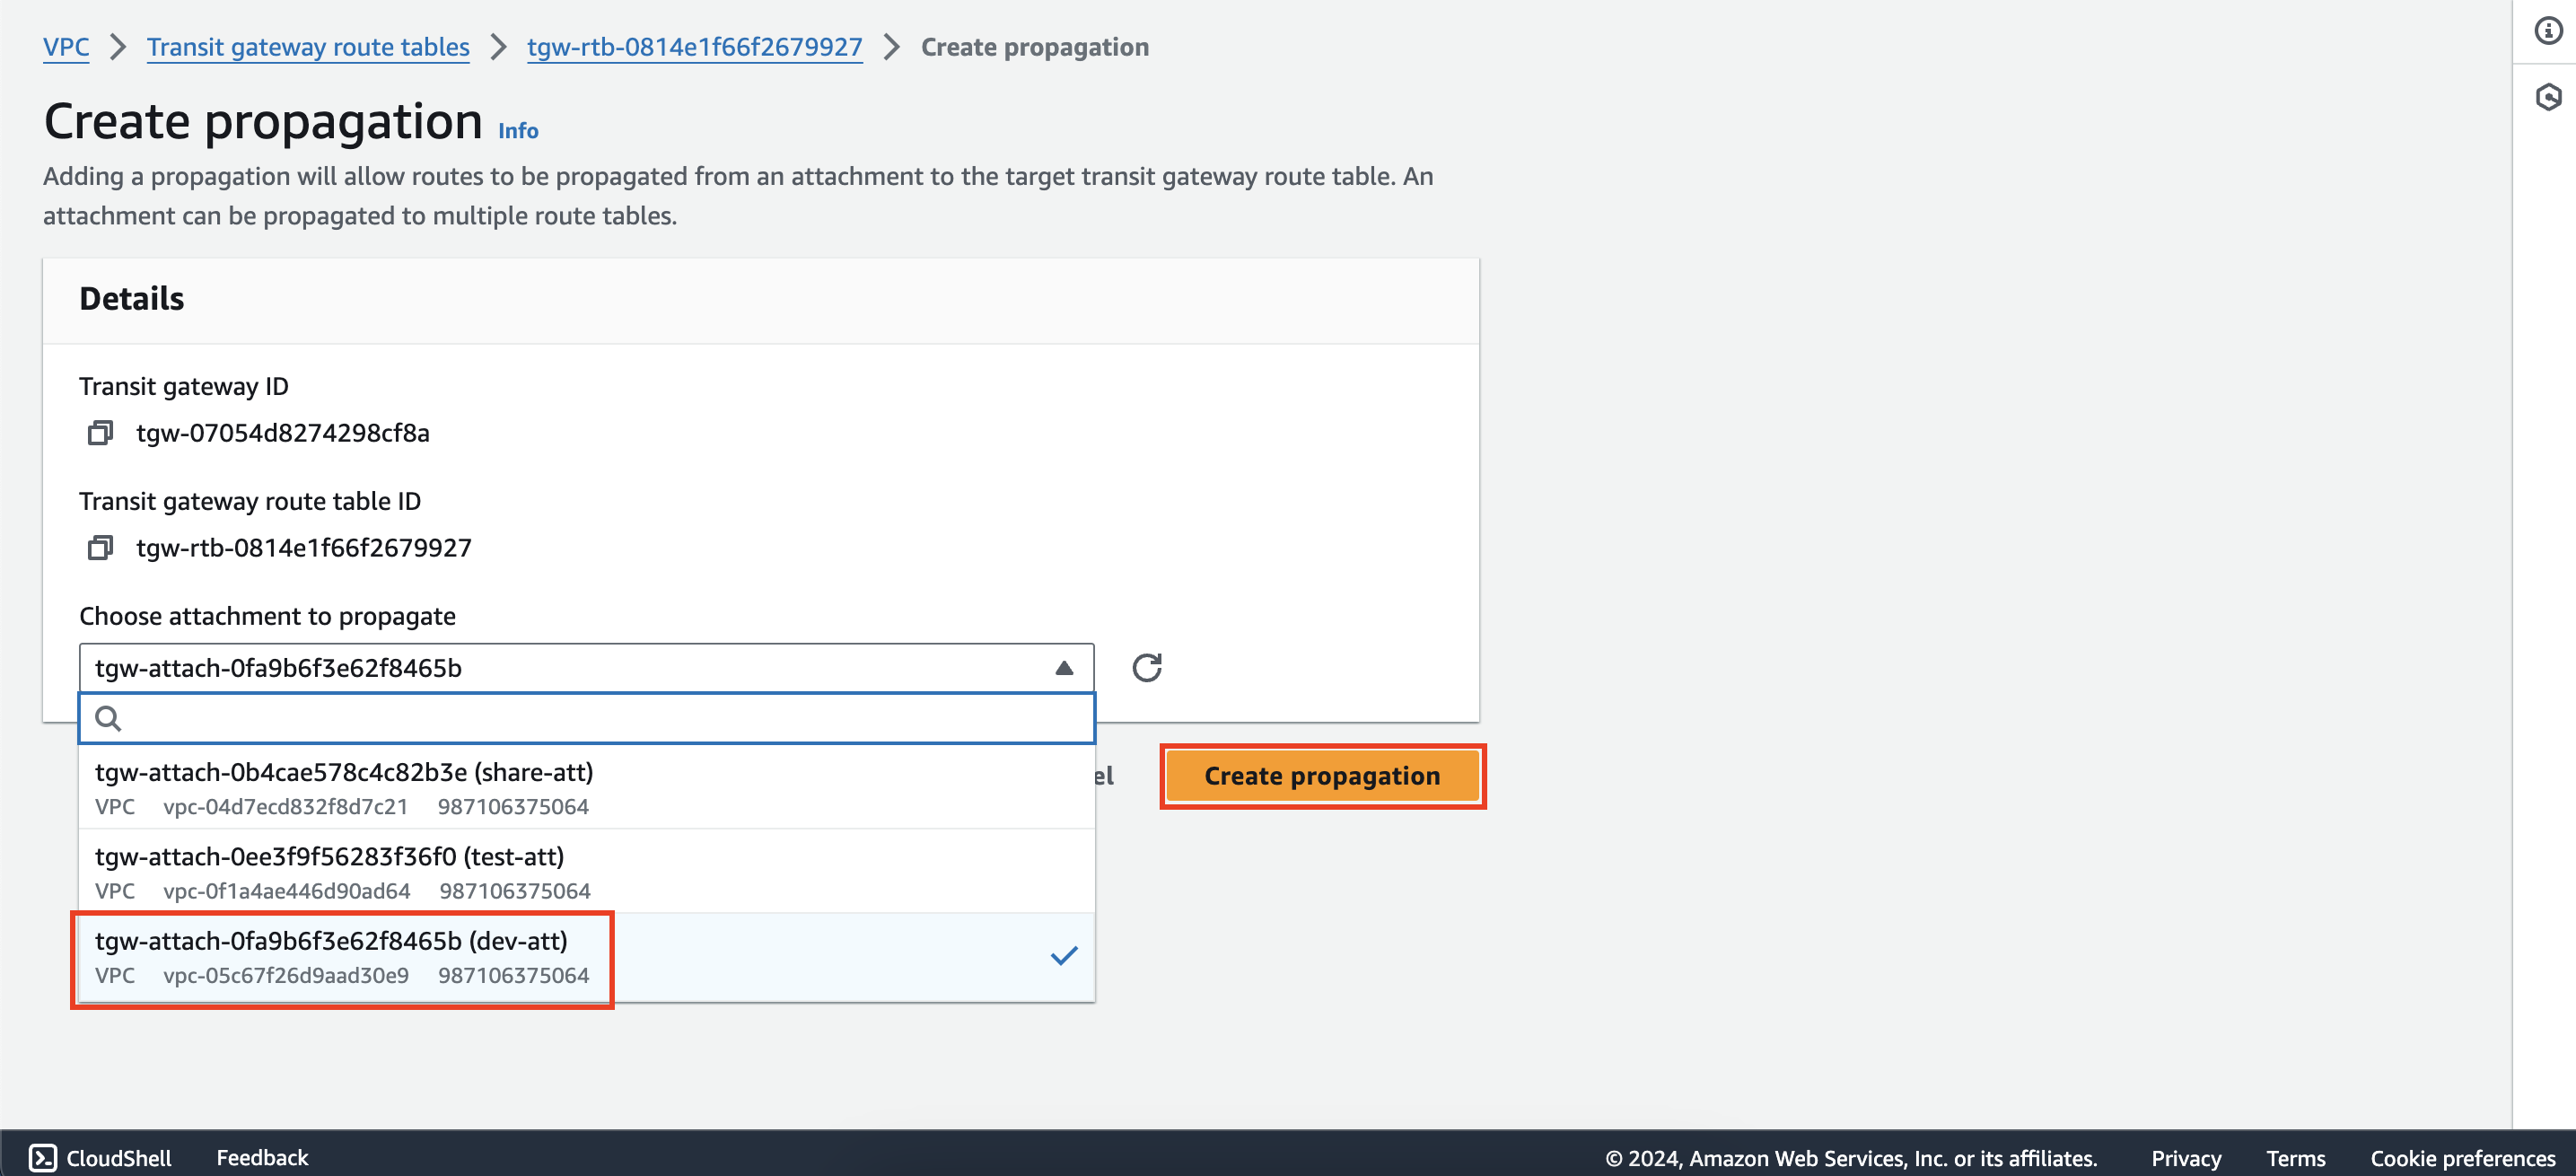 VPC > Transit gateway route tables > tgw-rtb-0814e1f66f2679927 > Create propagation
Create propagation Info
Adding a propagation will allow routes to be propagated from an attachment to the target transit gateway route table. An
attachment can be propagated to multiple route tables.
Details
Transit gateway ID
tgw-07054d8274298cf8a
Transit gateway route table ID
tgw-rtb-0814e1f66f2679927
Choose attachment to propagate
tgw-attach-0fa9b6f3e62f8465b
tgw-attach-0b4cae578c4c82b3e (share-att)
VPC vpc-04d7ecd832f8d7c21 987106375064
el
Create propagation
tgw-attach-0ee3f9f56283f36f0 (test-att)
VPC vpc-0f1a4ae446d90ad64 987106375064
tgw-attach-0fa9b6f3e62f8465b (dev-att)
VPC vpc-05c67f26d9aad30e9 987106375064
CloudShell Feedback © 2024, Amazon Web Services, Inc. or its affiliates. Privacy Terms Cookie preferences